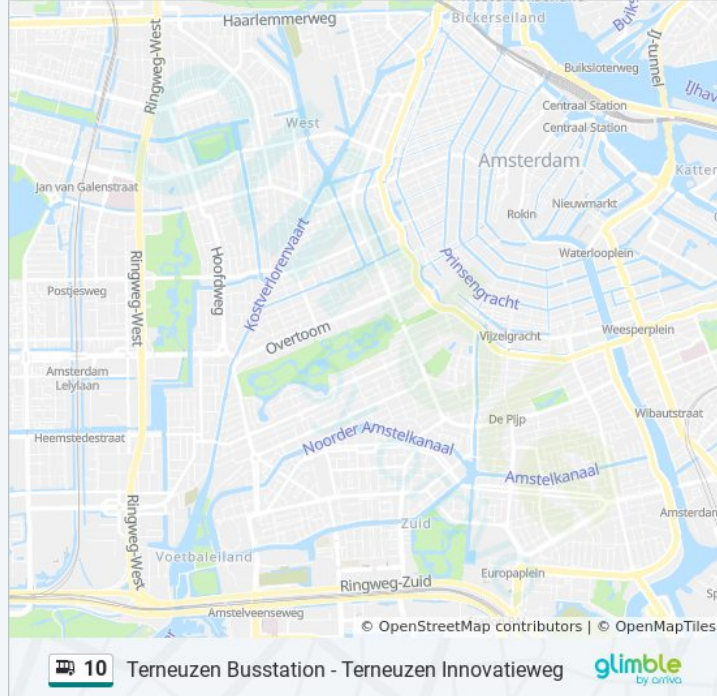 Haarlemmerweg
Bickerseiland
Buiks
IJ-tunnel
Ringweg-West
Buiksloterweg
IJhav
Centraal Station
West
Centraal Station
Amsterdam
Katter
Jan van Galenstraat
Nieuwmarkt
Rokin
Kostverlorenvaart
Hoofdweg
Prinsengracht
Waterlooplein
Ringweg-West
Postjesweg
Overtoom
Vijzelgracht
Weesperplein
Amsterdam
Lelylaan
De Pijp
Wibautstraat
Heemstedestraat
Noorder Amstelkanaal
Amstelkanaal
Ringweg-West
Amsterdam
Zuid
Voetbaleiland
Europaplein
Ringweg-Zuid
Sp
Amstelveenseweg
© OpenStreetMap contributors | © OpenMapTiles
10 Terneuzen Busstation - Terneuzen Innovatieweg
glimble
by arriva